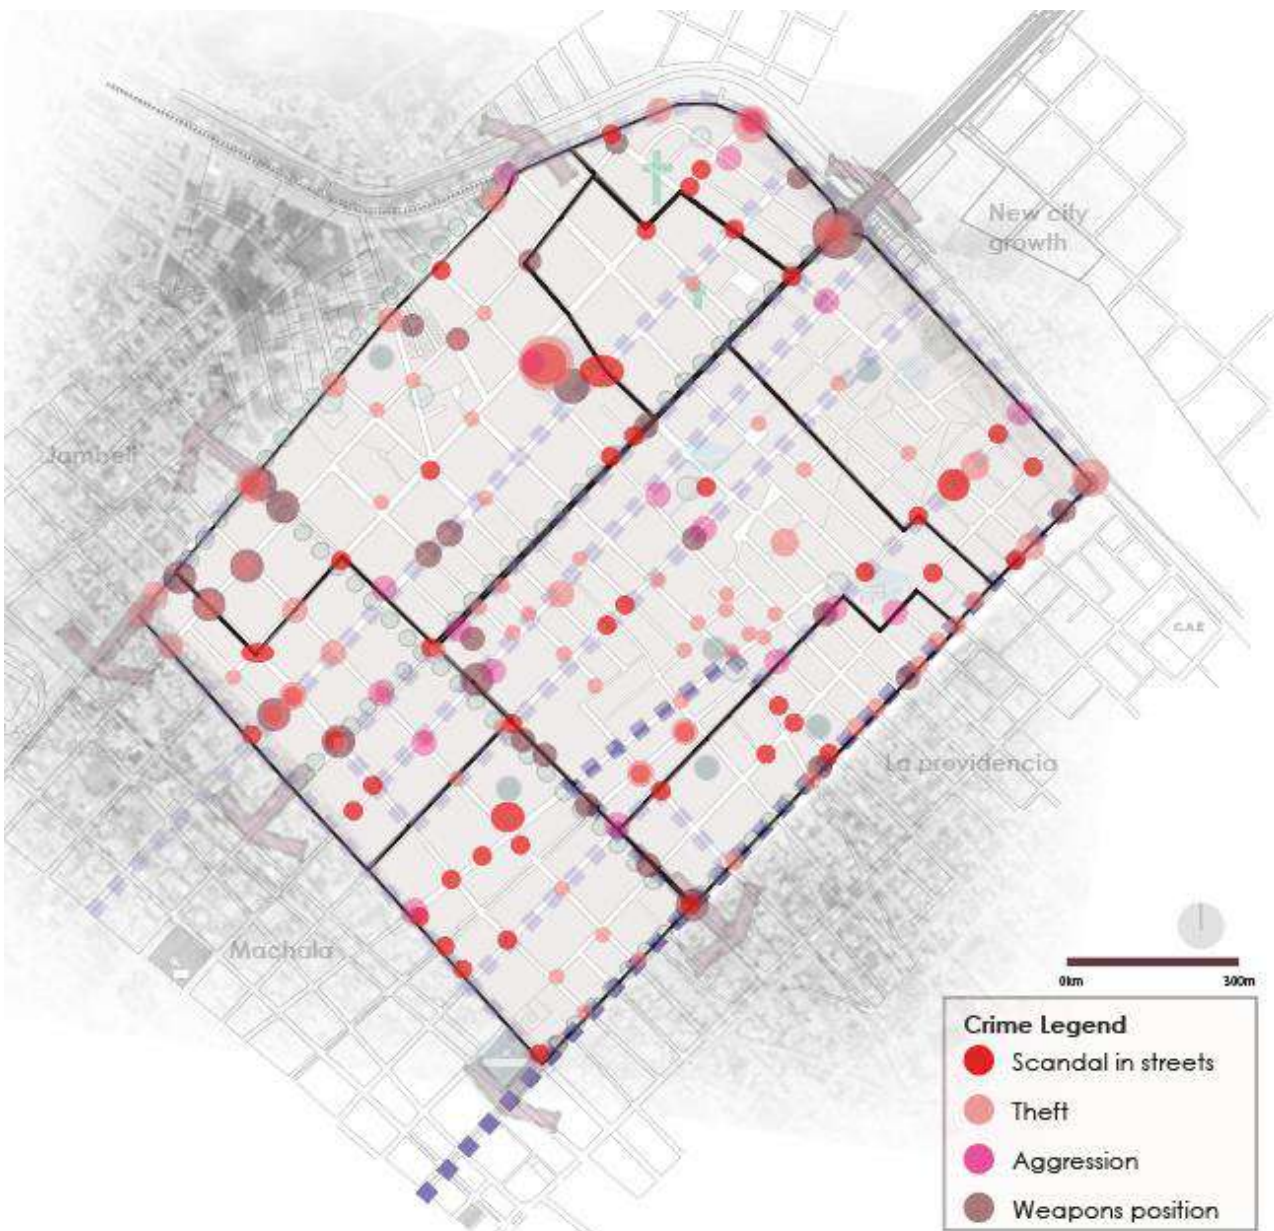 New city
growth
Jambelí
C.A.E
La providencia
Machala
0km
300m
Crime Legend
Scandal in streets
Theft
Aggression
Weapons position